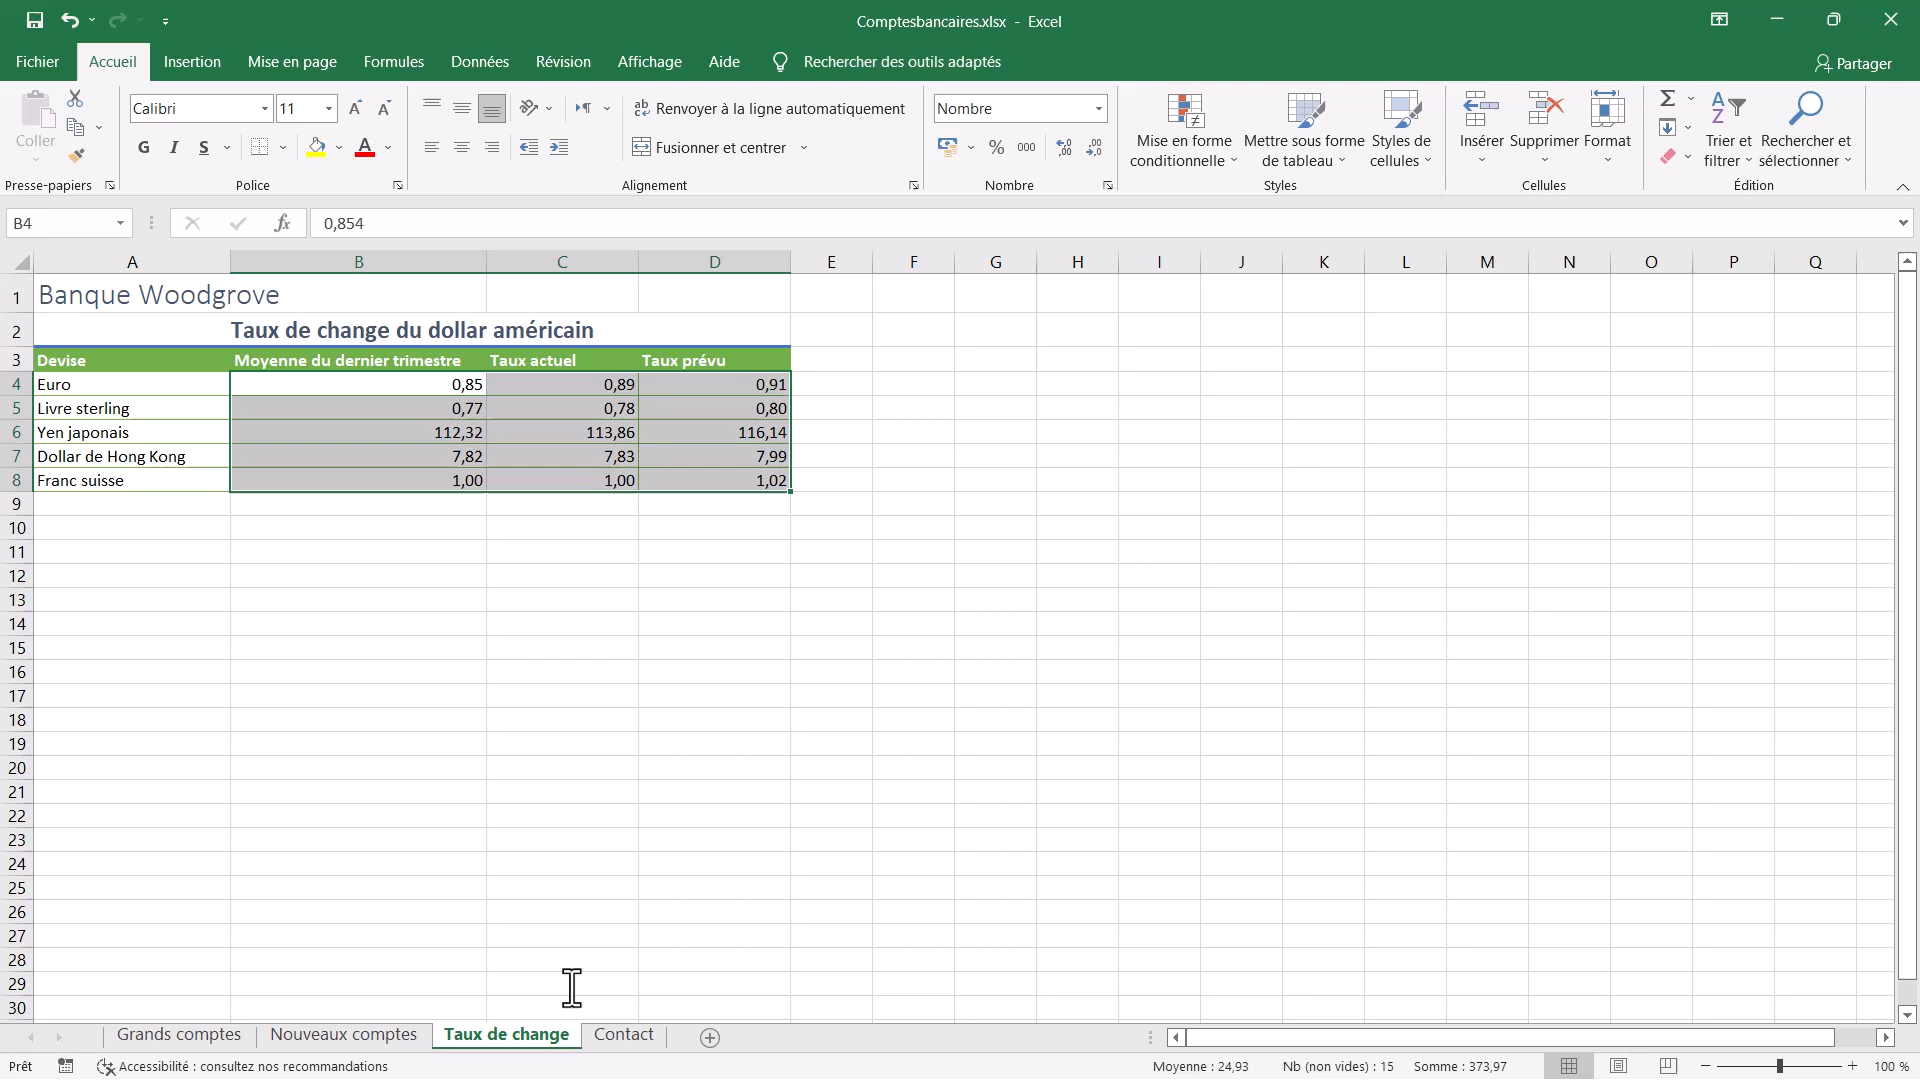 Comptesbancaires.xlsx - Excel
Fichier Accueil Insertion Mise en page Formules Données Révision Affichage Aide Rechercher des outils adaptés Partager
Coller
Calibri 11
Renvoyer à la ligne automatiquement
Nombre
G I S
Fusionner et centrer
% 000
Mise en forme conditionnelle
Mettre sous forme de tableau
Styles de cellules
Insérer Supprimer Format
Trier et filtrer
Rechercher et sélectionner
Presse-papiers Police Alignement Nombre Styles Cellules Édition
B4 fx 0,854
A B C D E F G H I J K L M N O P Q
1 Banque Woodgrove
2 Taux de change du dollar américain
3 Devise Moyenne du dernier trimestre Taux actuel Taux prévu
4 Euro 0,85 0,89 0,91
5 Livre sterling 0,77 0,78 0,80
6 Yen japonais 112,32 113,86 116,14
7 Dollar de Hong Kong 7,82 7,83 7,99
8 Franc suisse 1,00 1,00 1,02
9
10
11
12
13
14
15
16
17
18
19
20
21
22
23
24
25
26
27
28
29
30
Grands comptes Nouveaux comptes Taux de change Contact
Prêt Accessibilité : consultez nos recommandations Moyenne : 24,93 Nb (non vides) : 15 Somme : 373,97 100 %